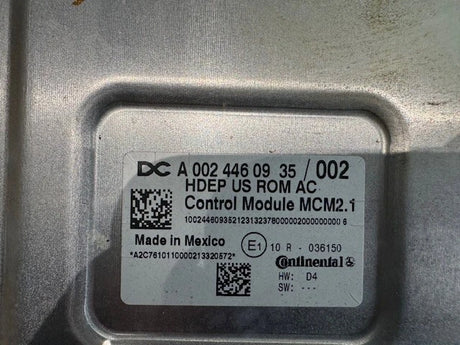 DC A 002 446 09 35 / 002
HDEP US ROM AC
Control Module MCM2.1
10024460935212313237800000200000000 6
Made in Mexico E1 10 R - 036150
*A2C76101100002133205​72* Continental
HW: D4
SW: ---